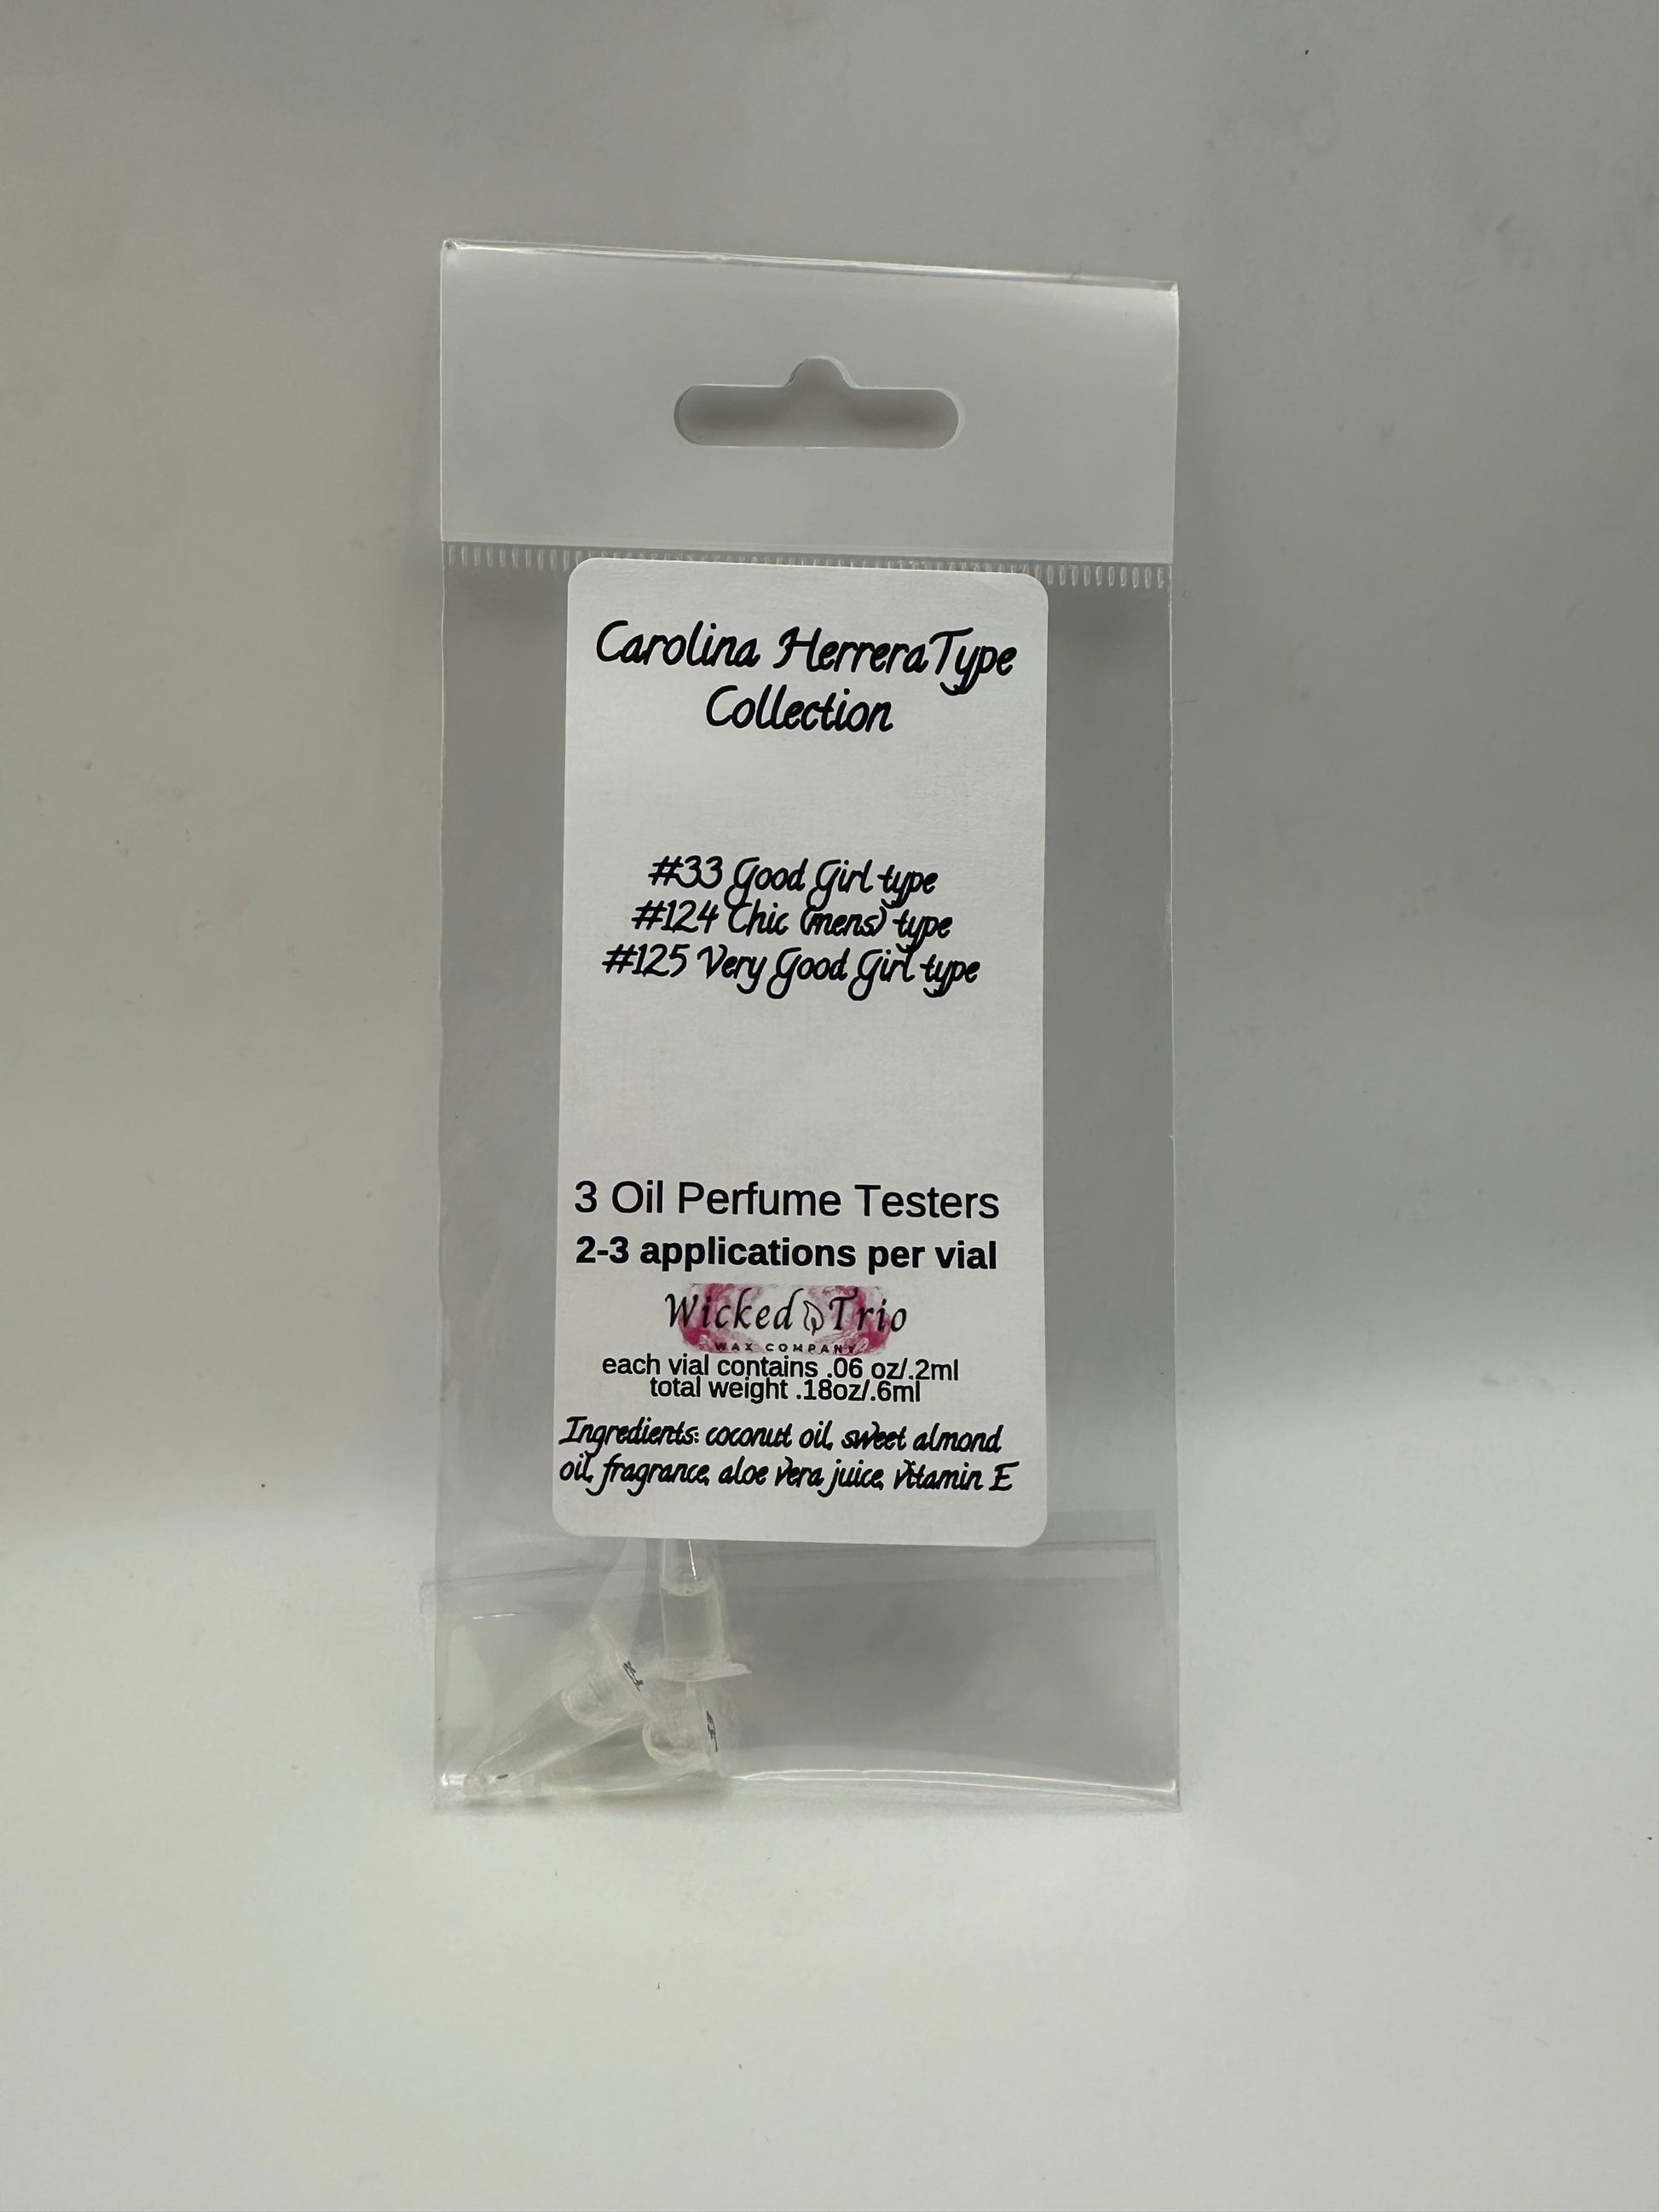 Carolina HerreraType
Collection
#33 Good Girl type
#124 Chic (mens) type
#125 Very Good Girl type
3 Oil Perfume Testers
2-3 applications per vial
Wicked Trio
WAX COMPANY
each vial contains .06 oz/.2ml
total weight .18oz/.6ml
Ingredients: coconut oil, sweet almond
oil, fragrance, aloe vera juice, vitamin E